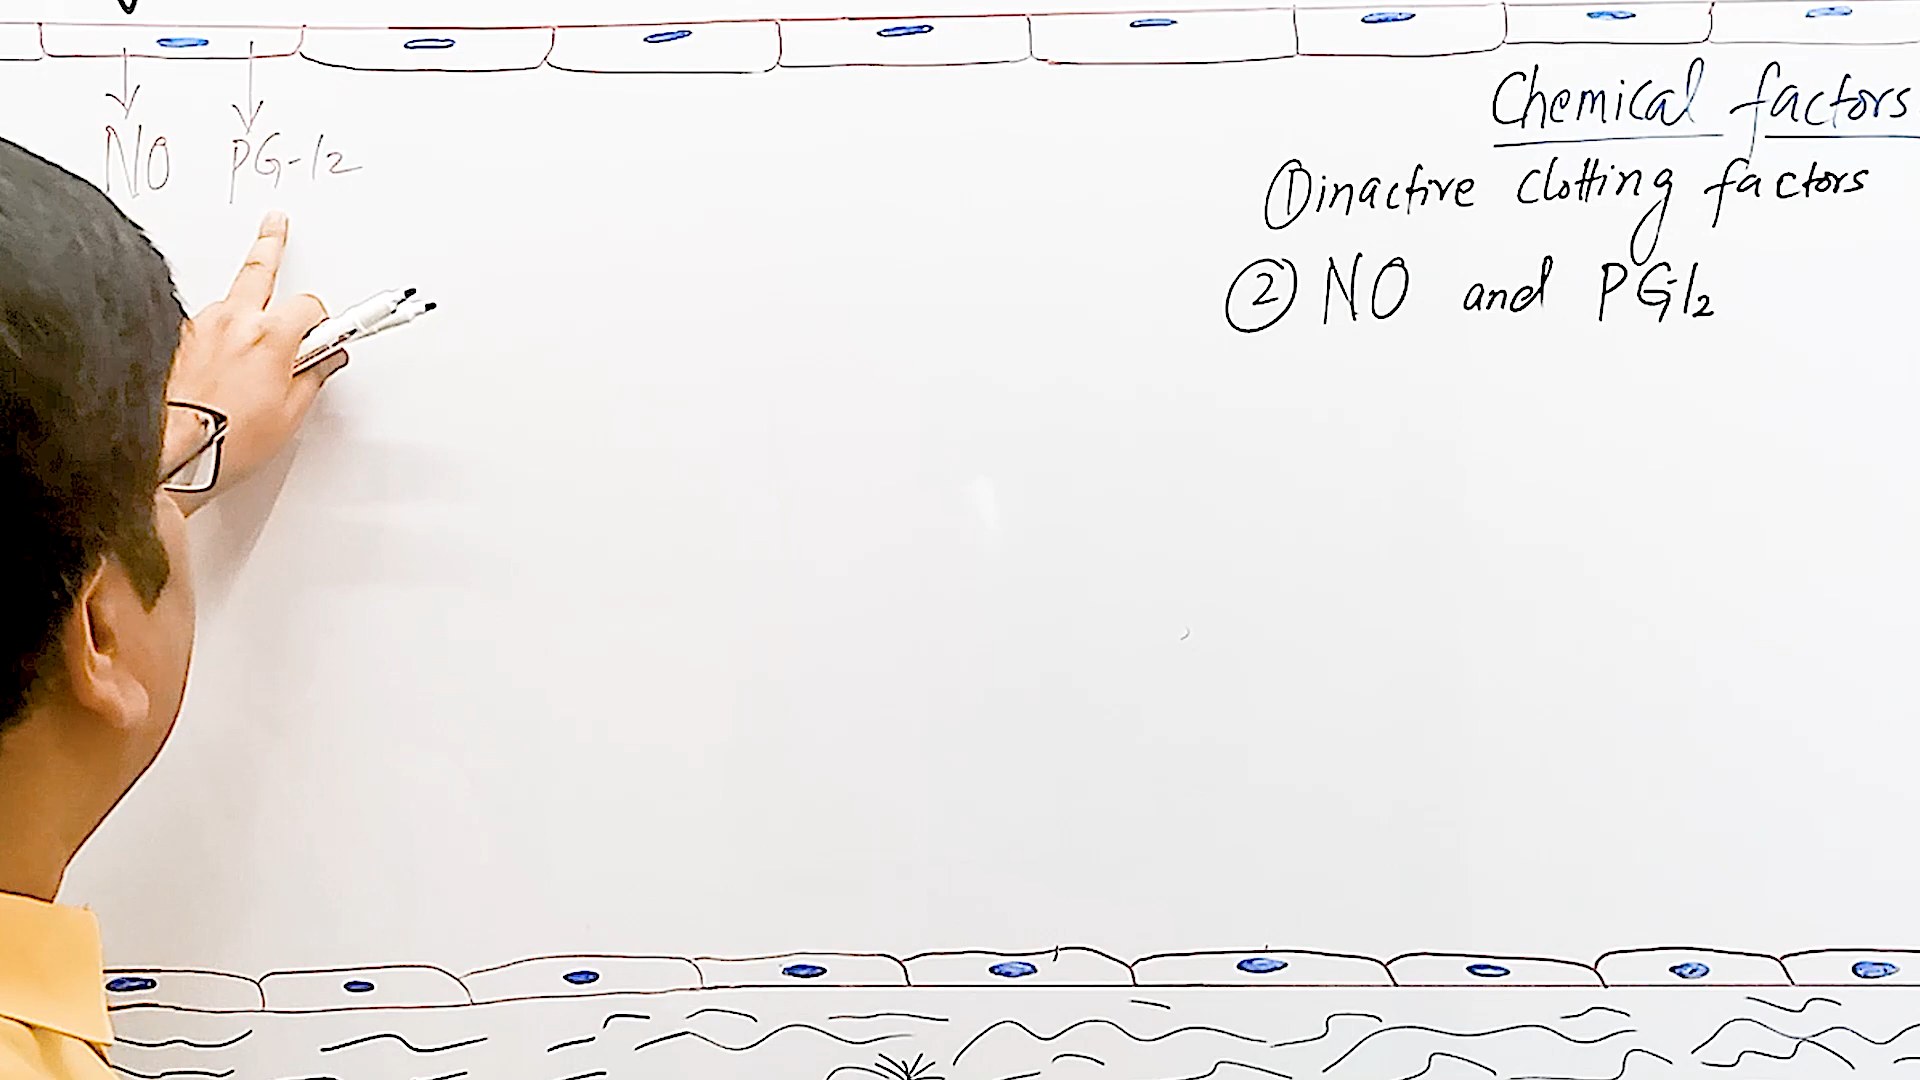 NO PG-I2
Chemical factors
① inactive clotting factors
② NO and PGI2